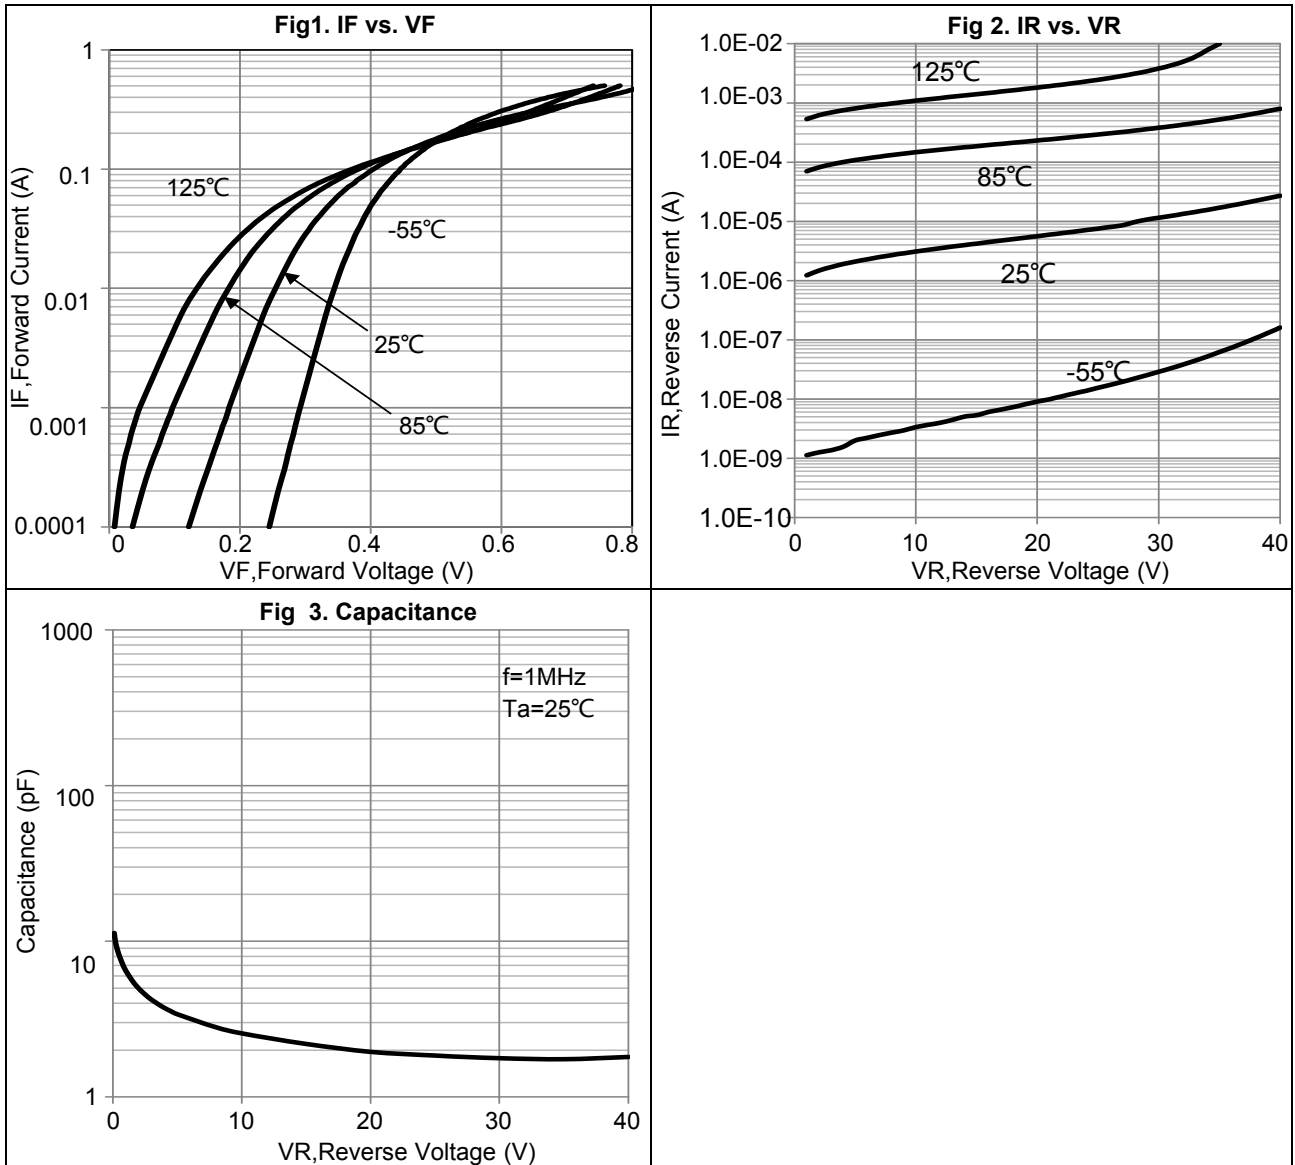 Fig1. IF vs. VF
1
0.1
0.01
0.001
0.0001
IF,Forward Current (A)
125℃
-55℃
25℃
85℃
0 0.2 0.4 0.6 0.8
VF,Forward Voltage (V)
Fig 2. IR vs. VR
1.0E-02
1.0E-03
1.0E-04
1.0E-05
1.0E-06
1.0E-07
1.0E-08
1.0E-09
1.0E-10
IR,Reverse Current (A)
125℃
85℃
25℃
-55℃
0 10 20 30 40
VR,Reverse Voltage (V)
Fig 3. Capacitance
1000
100
10
1
Capacitance (pF)
f=1MHz
Ta=25℃
0 10 20 30 40
VR,Reverse Voltage (V)